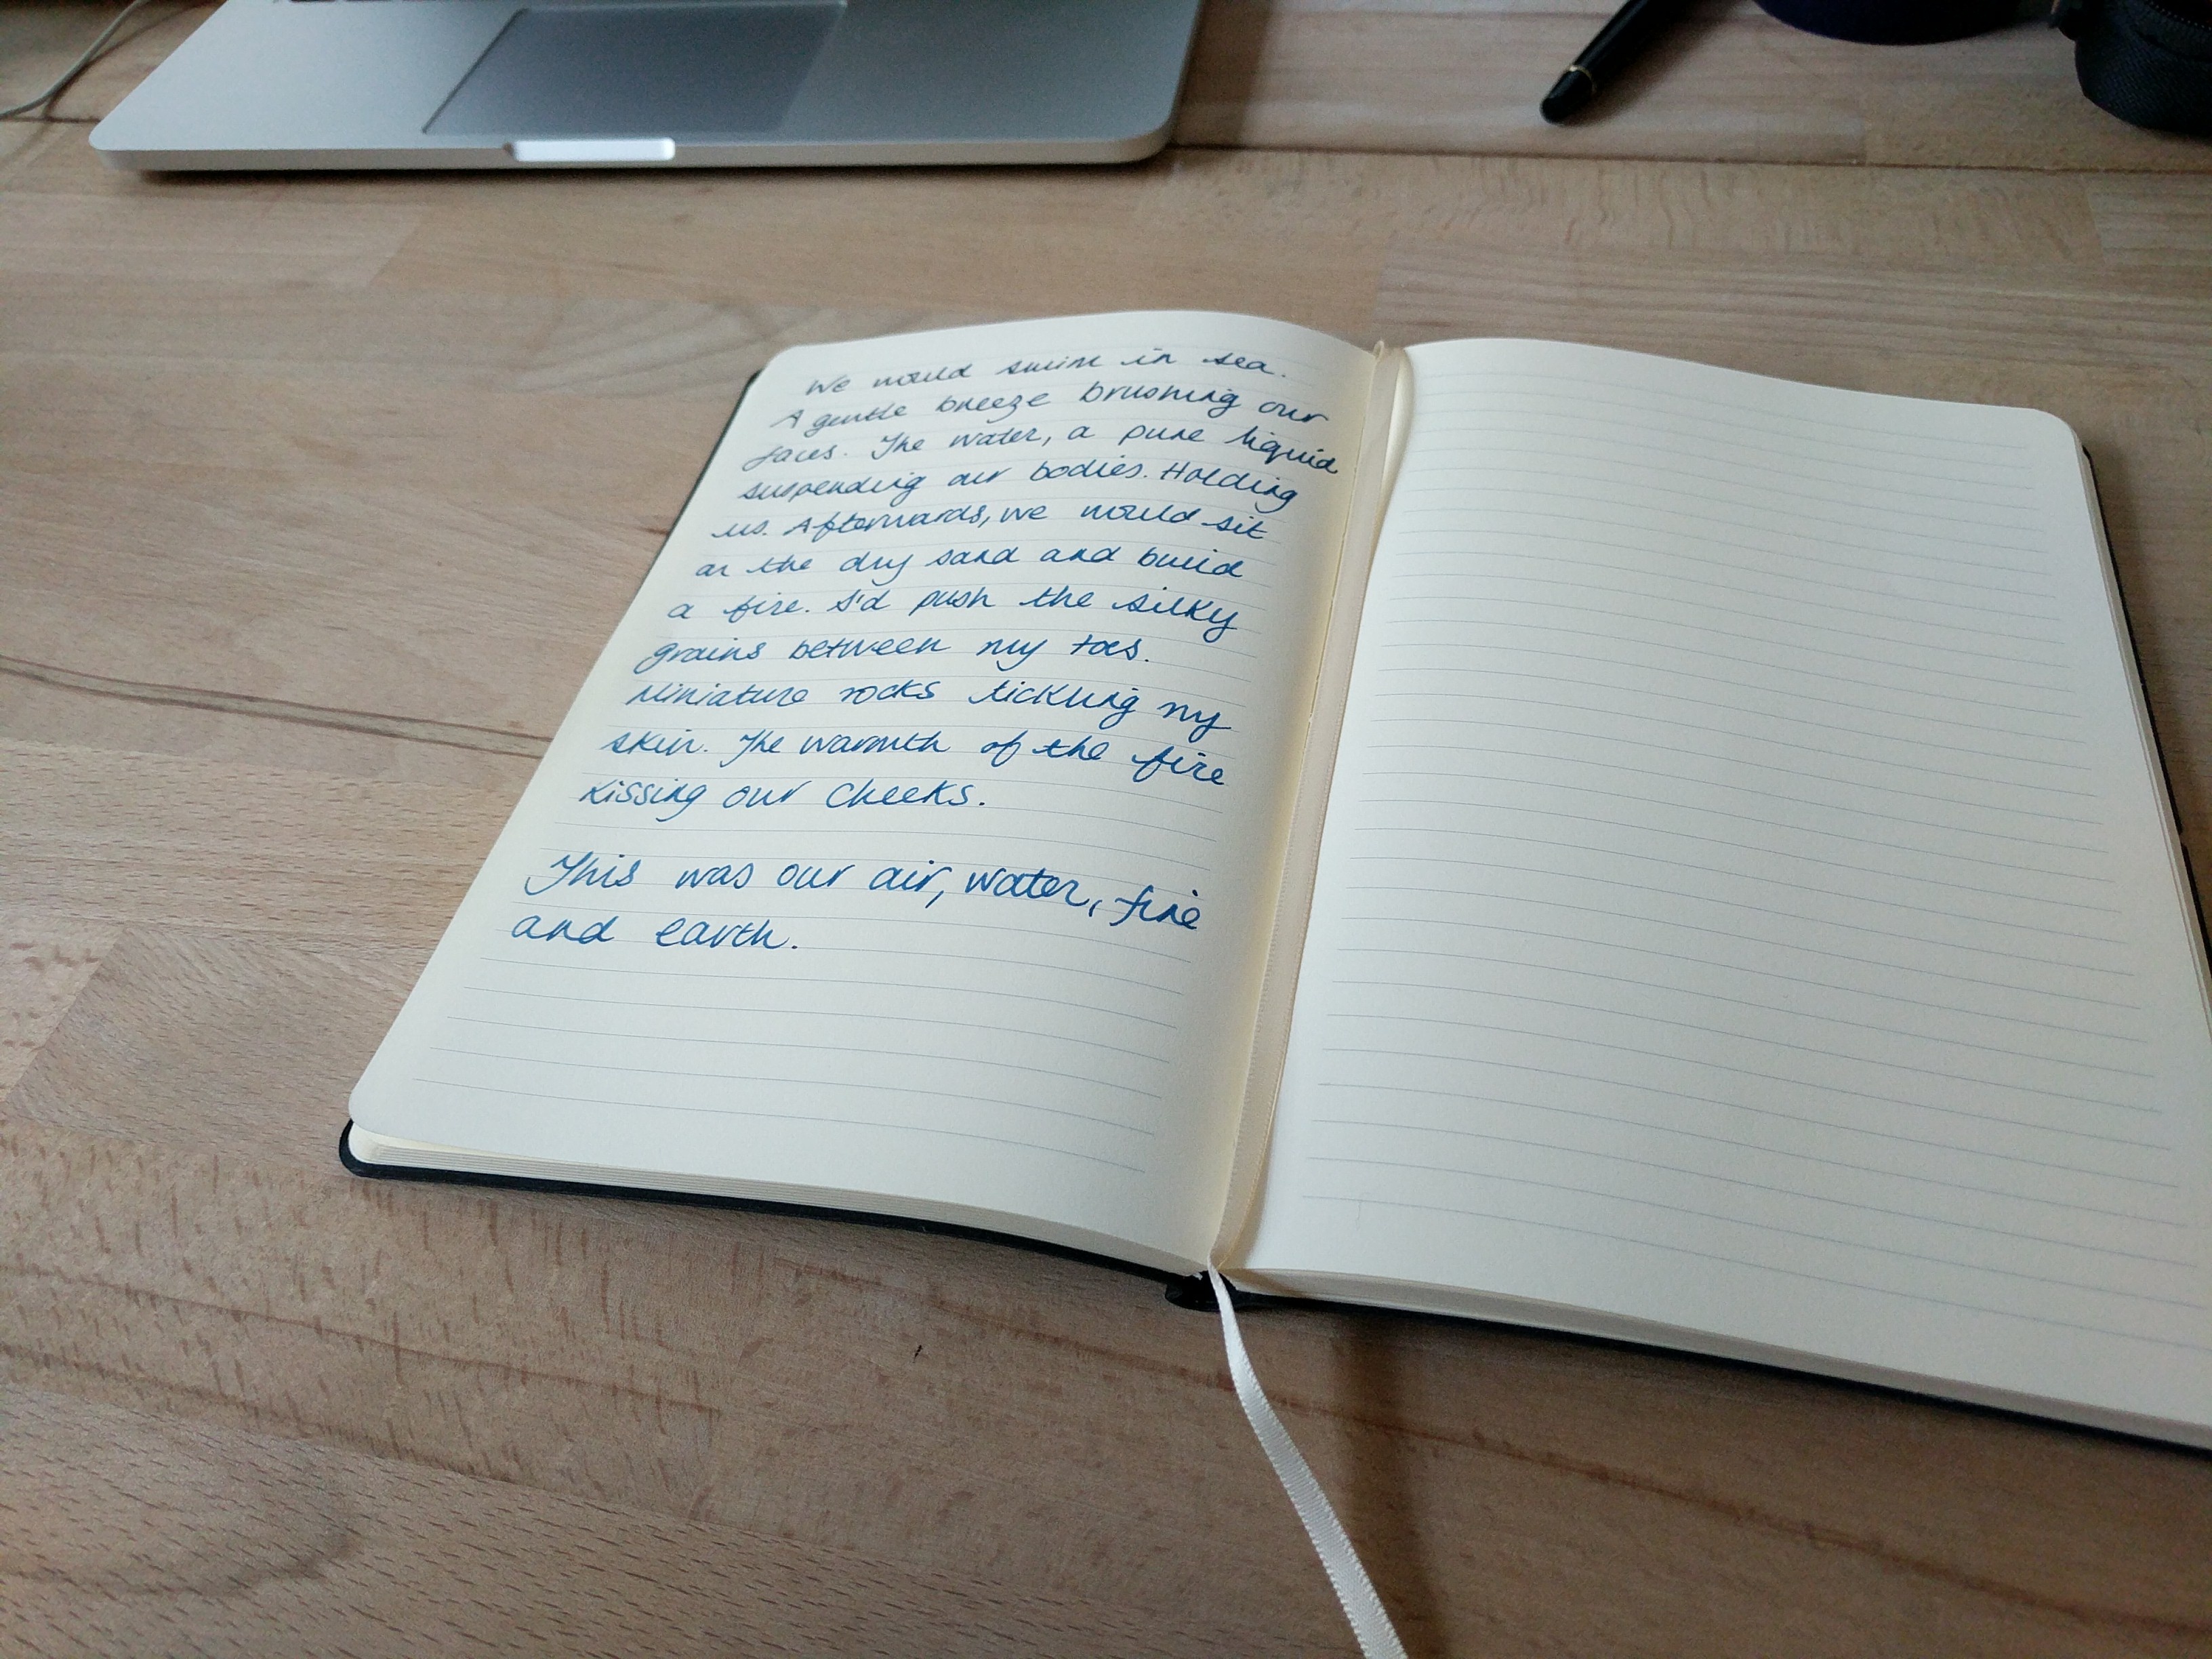 We would swim in sea.
A gentle breeze brushing our
faces. The water, a pure liquid
suspending our bodies. Holding
us. Afterwards, we would sit
on the dry sand and build
a fire. I'd push the silky
grains between my toes.
Miniature rocks tickling my
skin. The warmth of the fire
kissing our cheeks.
This was our air, water, fire
and earth.